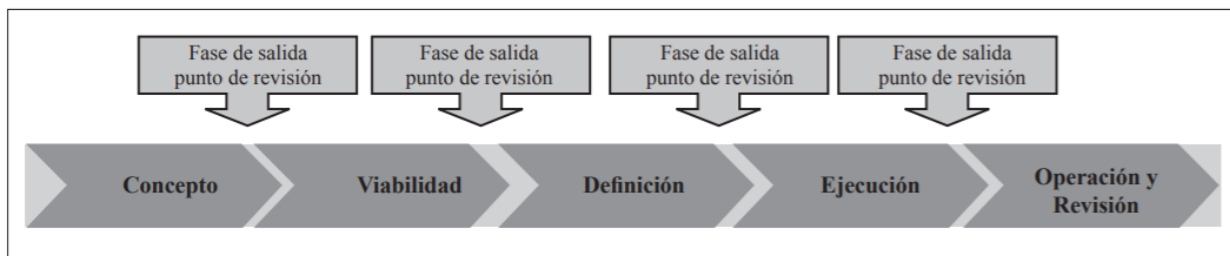 Fase de salida
punto de revisión
Fase de salida
punto de revisión
Fase de salida
punto de revisión
Fase de salida
punto de revisión
Concepto
Viabilidad
Definición
Ejecución
Operación y
Revisión